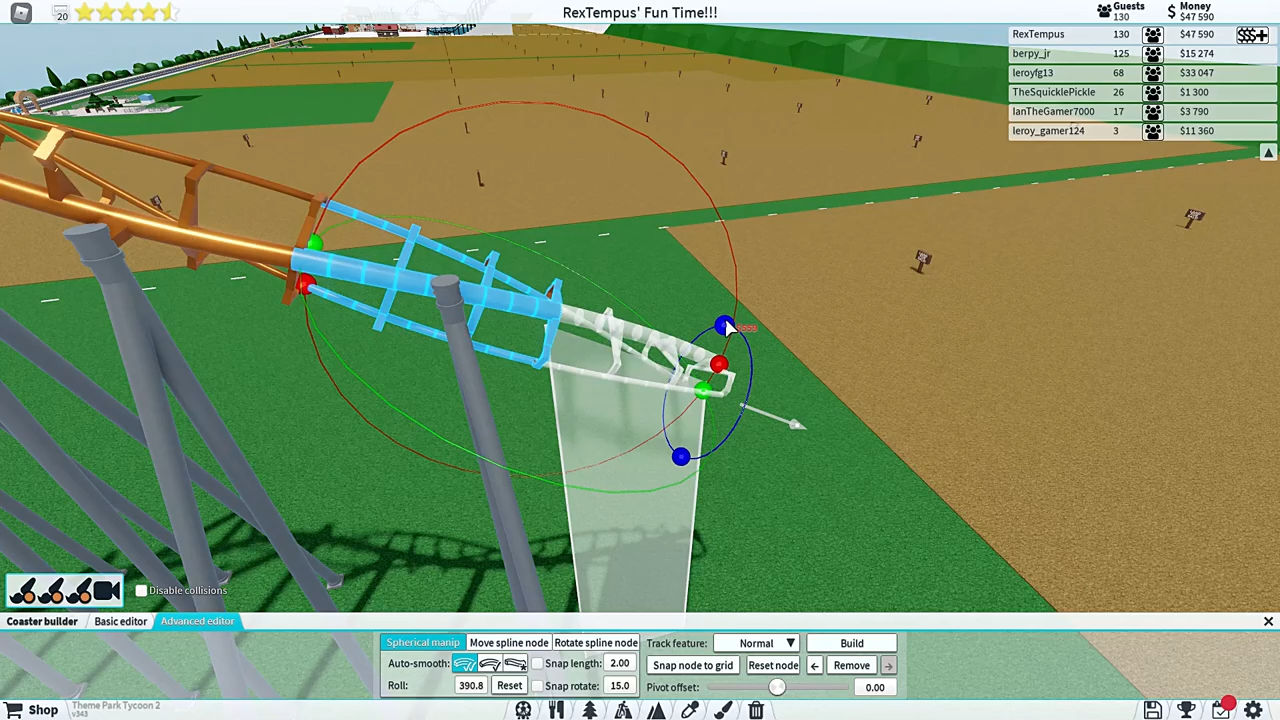 20
RexTempus' Fun Time!!!
Guests
130
Money
$47 590
RexTempus 130 $47 590 $$$+
berpy_jr 125 $15 274
leroyfg13 68 $33 047
TheSquicklePickle 26 $1 300
IanTheGamer7000 17 $3 790
leroy_gamer124 3 $11 360
Disable collisions
Coaster builder Basic editor Advanced editor
Spherical manip Move spline node Rotate spline node Track feature: Normal Build
Auto-smooth: Snap length: 2.00 Snap node to grid Reset node Remove
Roll: 390.8 Reset Snap rotate: 15.0 Pivot offset: 0.00
Shop
Theme Park Tycoon 2
v343